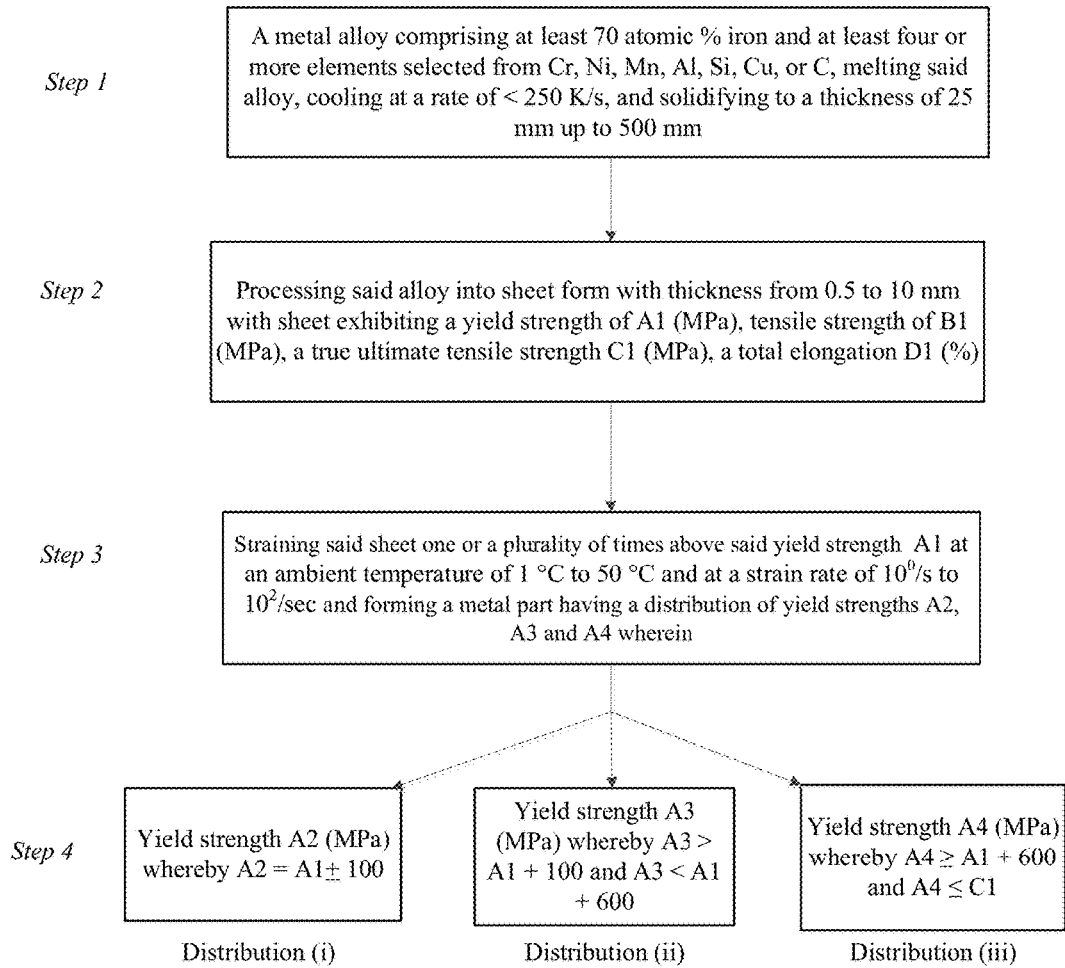 Step 1
A metal alloy comprising at least 70 atomic % iron and at least four or
more elements selected from Cr, Ni, Mn, Al, Si, Cu, or C, melting said
alloy, cooling at a rate of < 250 K/s, and solidifying to a thickness of 25
mm up to 500 mm
Step 2
Processing said alloy into sheet form with thickness from 0.5 to 10 mm
with sheet exhibiting a yield strength of A1 (MPa), tensile strength of B1
(MPa), a true ultimate tensile strength C1 (MPa), a total elongation D1 (%)
Step 3
Straining said sheet one or a plurality of times above said yield strength A1 at
an ambient temperature of 1 °C to 50 °C and at a strain rate of 10⁰/s to
10²/sec and forming a metal part having a distribution of yield strengths A2,
A3 and A4 wherein
Step 4
Yield strength A2 (MPa)
whereby A2 = A1± 100
Yield strength A3
(MPa) whereby A3 >
A1 + 100 and A3 < A1
+ 600
Yield strength A4 (MPa)
whereby A4 ≥ A1 + 600
and A4 ≤ C1
Distribution (i)
Distribution (ii)
Distribution (iii)